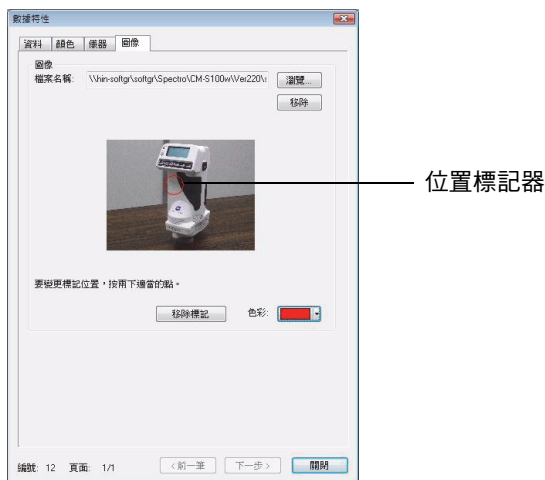 數據特性
資料 顏色 儀器 圖像
圖像
檔案名稱: \\hin-softgr\softgr\Spectro\CM-S100w\Ver220\ 瀏覽...
移除
位置標記器
要變更標記位置，按兩下適當的點。
移除標記 色彩:
編號: 12 頁面: 1/1 <前一筆 下一步> 關閉